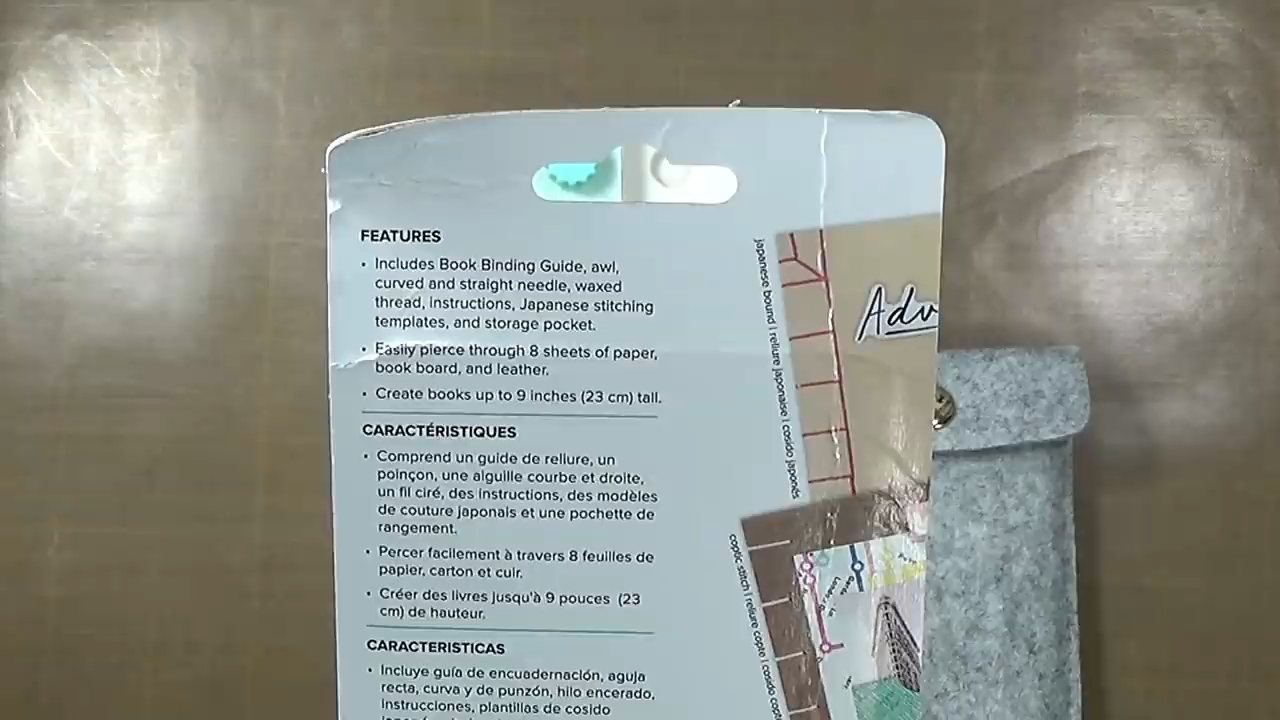 FEATURES
• Includes Book Binding Guide, awl,
curved and straight needle, waxed
thread, instructions, Japanese stitching
templates, and storage pocket.
• Easily pierce through 8 sheets of paper,
book board, and leather.
• Create books up to 9 inches (23 cm) tall.
CARACTÉRISTIQUES
• Comprend un guide de reliure, un
poinçon, une aiguille courbe et droite,
un fil ciré, des instructions, des modèles
de couture japonais et une pochette de
rangement.
• Percer facilement à travers 8 feuilles de
papier, carton et cuir.
• Créer des livres jusqu'à 9 pouces (23
cm) de hauteur.
CARACTERISTICAS
• Incluye guía de encuadernación, aguja
recta, curva y de punzón, hilo encerado,
instrucciones, plantillas de cosido
japanese bound | reliure japonaise | cosido japonés
Adv
coptic stitch | reliure copte | cosido copt